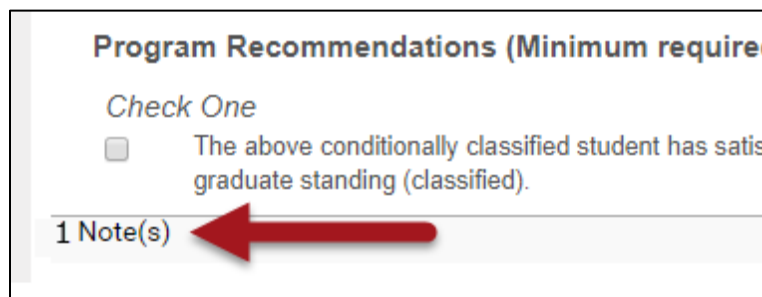 Program Recommendations (Minimum require
Check One
The above conditionally classified student has satis
graduate standing (classified).
1 Note(s)